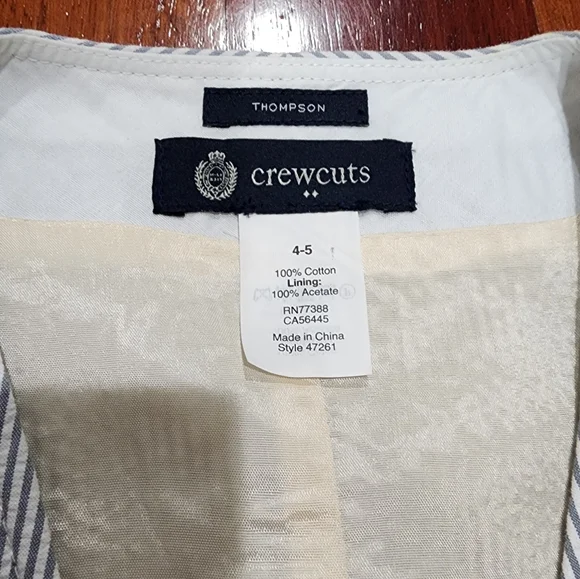 THOMPSON
crewcuts
4-5
100% Cotton
Lining:
100% Acetate
RN77388
CA56445
Made in China
Style 47261